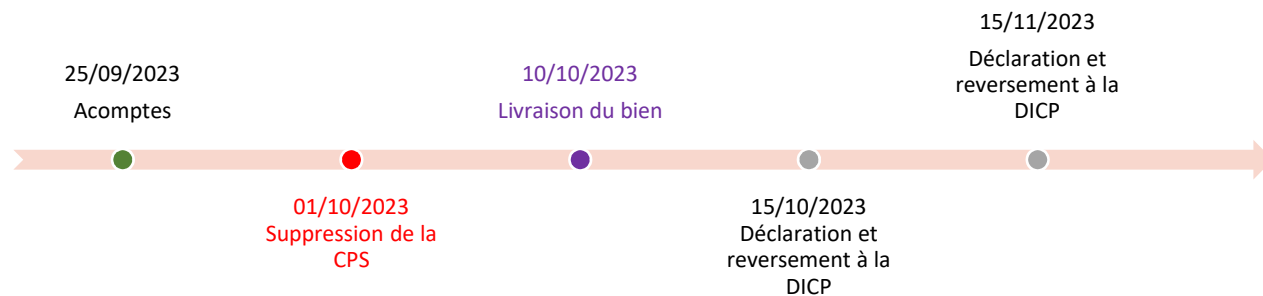 25/09/2023
Acomptes
01/10/2023
Suppression de la
CPS
10/10/2023
Livraison du bien
15/10/2023
Déclaration et
reversement à la
DICP
15/11/2023
Déclaration et
reversement à la
DICP